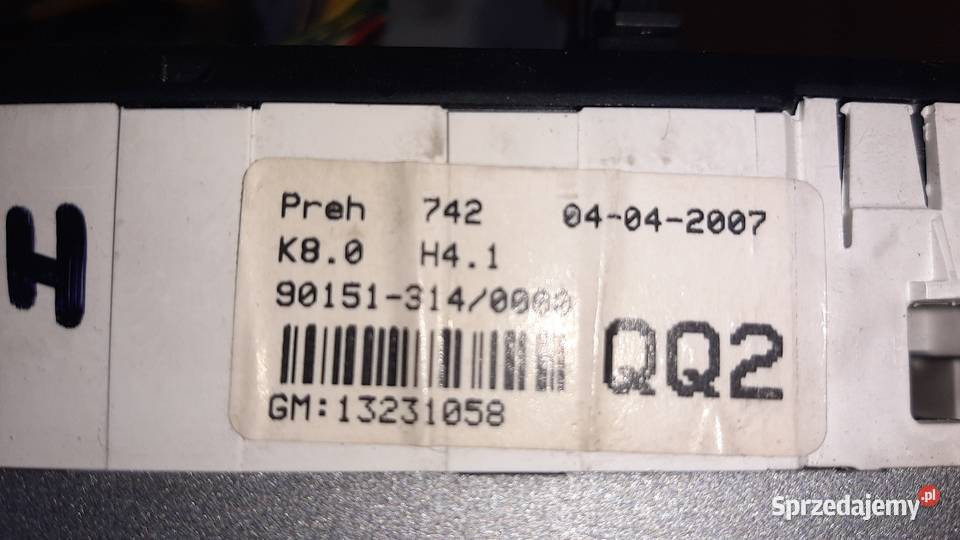 H
Preh 742 04-04-2007
K8.0 H4.1
90151-314/0000
QQ2
GM:13231058
Sprzedajemy.pl